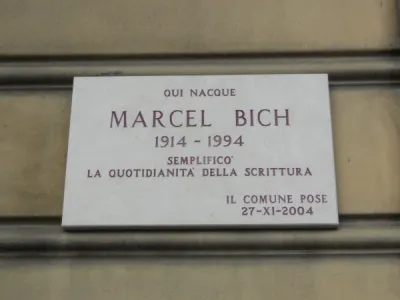 QUI NACQUE
MARCEL BICH
1914 - 1994
SEMPLIFICO'
LA QUOTIDIANITA' DELLA SCRITTURA
IL COMUNE POSE
27-XI-2004